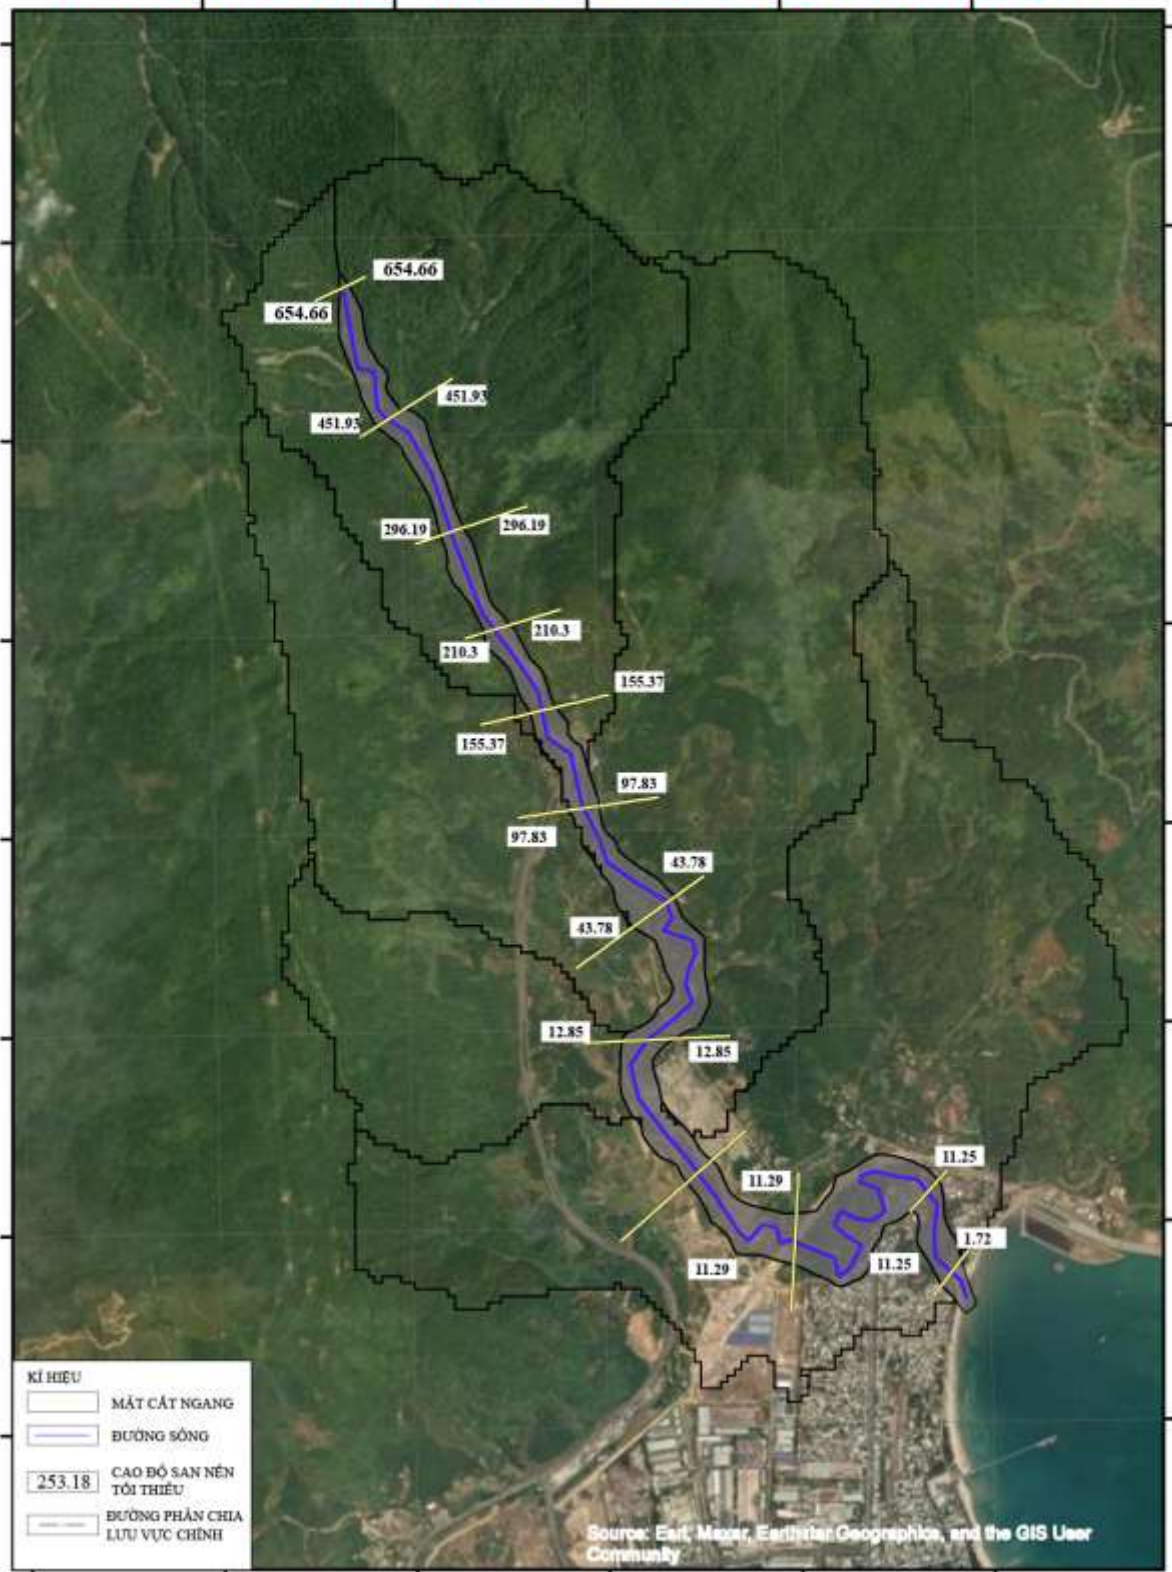 654.66
654.66
451.93
451.93
296.19
296.19
210.3
210.3
155.37
155.37
97.83
97.83
43.78
43.78
12.85
12.85
11.29
11.25
1.72
11.29
11.25
KÍ HIỆU
MẶT CẮT NGANG
ĐƯỜNG SÔNG
253.18 CAO ĐỘ SAN NỀN
TỐI THIỂU
ĐƯỜNG PHÂN CHIA
LƯU VỰC CHÍNH
Source: Esri, Maxar, Earthstar Geographics, and the GIS User
Community